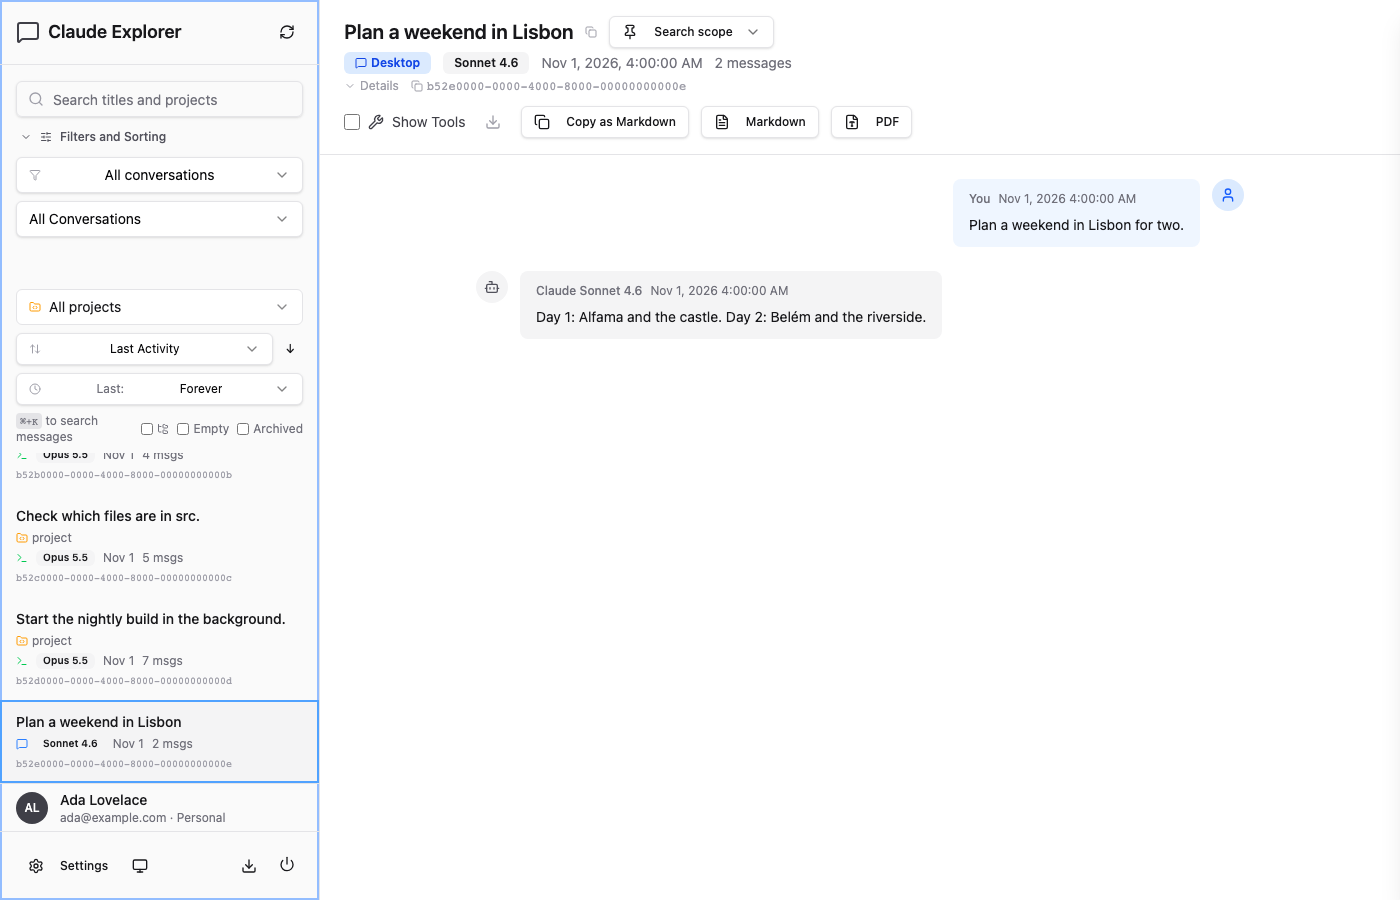 Claude Explorer
Search titles and projects
Filters and Sorting
All conversations
All Conversations
All projects
Last Activity
Last: Forever
⌘+K to search messages
Empty
Archived
Opus 5.5 Nov 1 4 msgs
b52b0000-0000-4000-8000-00000000000b
Check which files are in src.
project
Opus 5.5 Nov 1 5 msgs
b52c0000-0000-4000-8000-00000000000c
Start the nightly build in the background.
project
Opus 5.5 Nov 1 7 msgs
b52d0000-0000-4000-8000-00000000000d
Plan a weekend in Lisbon
Sonnet 4.6 Nov 1 2 msgs
b52e0000-0000-4000-8000-00000000000e
AL
Ada Lovelace
ada@example.com · Personal
Settings
Plan a weekend in Lisbon
Search scope
Desktop Sonnet 4.6 Nov 1, 2026, 4:00:00 AM 2 messages
Details b52e0000-0000-4000-8000-00000000000e
Show Tools
Copy as Markdown
Markdown
PDF
You Nov 1, 2026 4:00:00 AM
Plan a weekend in Lisbon for two.
Claude Sonnet 4.6 Nov 1, 2026 4:00:00 AM
Day 1: Alfama and the castle. Day 2: Belém and the riverside.